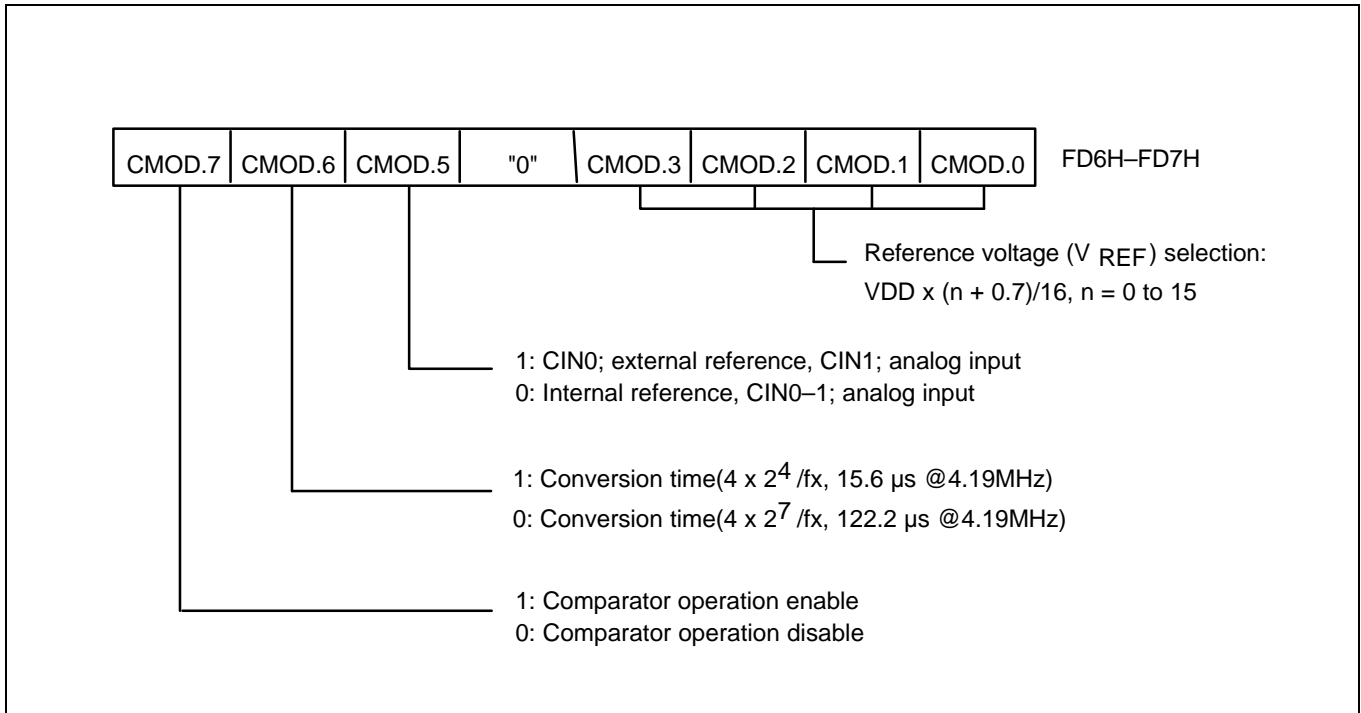 CMOD.7 CMOD.6 CMOD.5 "0" CMOD.3 CMOD.2 CMOD.1 CMOD.0 FD6H–FD7H
Reference voltage (V REF) selection:
VDD x (n + 0.7)/16, n = 0 to 15
1: CIN0; external reference, CIN1; analog input
0: Internal reference, CIN0–1; analog input
1: Conversion time(4 x 2^4 /fx, 15.6 µs @4.19MHz)
0: Conversion time(4 x 2^7 /fx, 122.2 µs @4.19MHz)
1: Comparator operation enable
0: Comparator operation disable